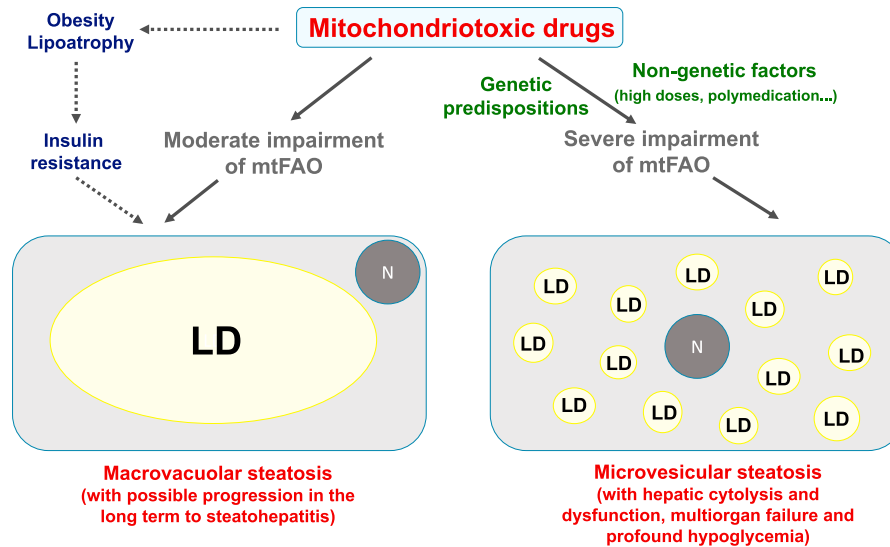 Obesity
Lipoatrophy
Mitochondriotoxic drugs
Genetic
predispositions
Non-genetic factors
(high doses, polymedication...)
Insulin
resistance
Moderate impairment
of mtFAO
Severe impairment
of mtFAO
N
LD
LD
LD
LD
LD
LD
LD
LD
N
LD
LD
LD
LD
LD
LD
Macrovacuolar steatosis
(with possible progression in the
long term to steatohepatitis)
Microvesicular steatosis
(with hepatic cytolysis and
dysfunction, multiorgan failure and
profound hypoglycemia)